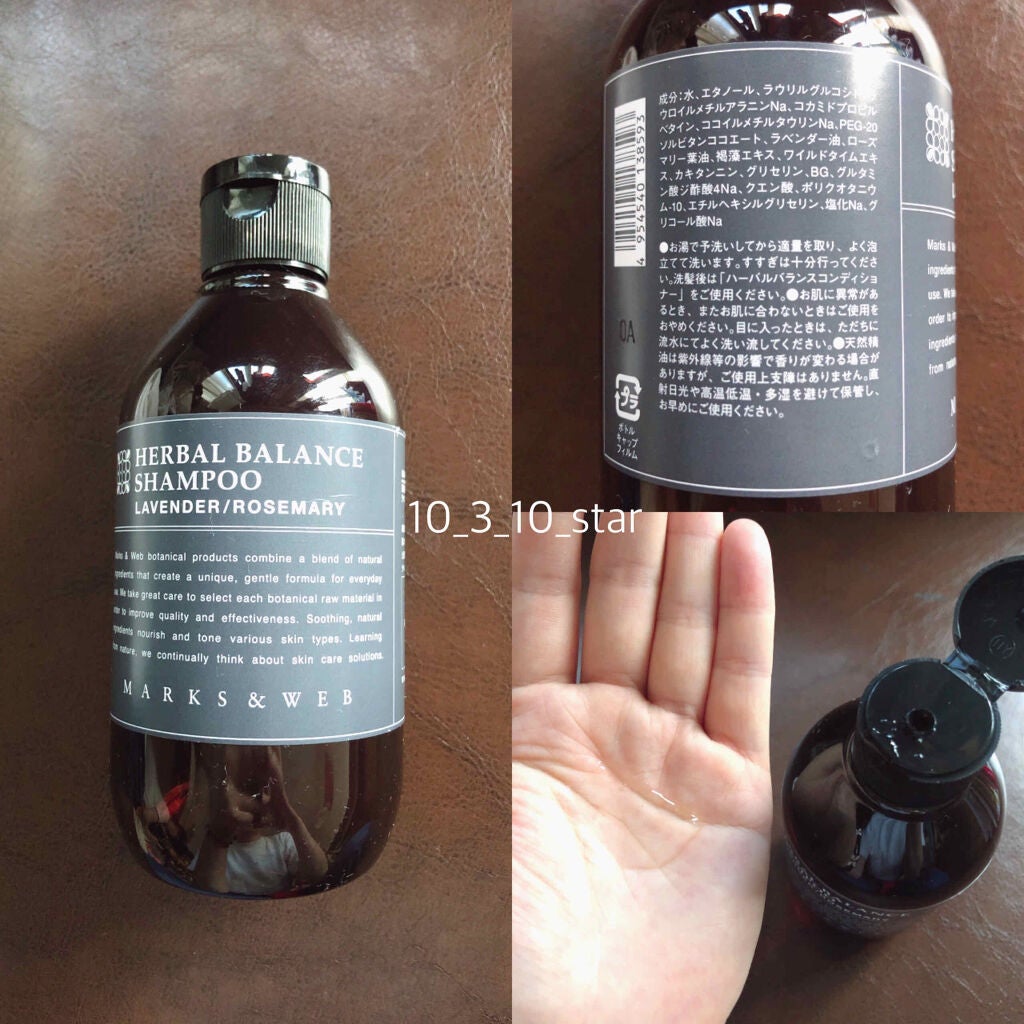 HERBAL BALANCE
SHAMPOO
LAVENDER/ROSEMARY
Marks & Web botanical products combine a blend of natural
ingredients that create a unique, gentle formula for everyday
use. We take great care to select each botanical raw material in
order to improve quality and effectiveness. Soothing, natural
ingredients nourish and tone various skin types. Learning
from nature, we continually think about skin care solutions.
MARKS & WEB
成分:水、エタノール、ラウリルグルコシド、
ウロイルメチルアラニンNa、コカミドプロピル
ベタイン、ココイルメチルタウリンNa、PEG-20
ソルビタンココエート、ラベンダー油、ローズ
マリー葉油、褐藻エキス、ワイルドタイムエキ
ス、カキタンニン、グリセリン、BG、グルタミ
ン酸ジ酢酸4Na、クエン酸、ポリクオタニウ
ム-10、エチルヘキシルグリセリン、塩化Na、グ
リコール酸Na
4 954540 138593
●お湯で予洗いしてから適量を取り、よく泡
立てて洗います。すすぎは十分行ってくださ
い。洗髪後は「ハーバルバランスコンディショ
ナー」をご使用ください。●お肌に異常があ
るとき、またお肌に合わないときはご使用を
おやめください。目に入ったときは、ただちに
流水にてよく洗い流してください。●天然精
油は紫外線等の影響で香りが変わる場合が
ありますが、ご使用上支障はありません。直
射日光や高温低温・多湿を避けて保管し、
お早めにご使用ください。
0A
プラ
ボトル
キャップ
フィルム
Marks &
ingredients
use. We
order to
ingredients
from
M
10_3_10_star
BALANCE